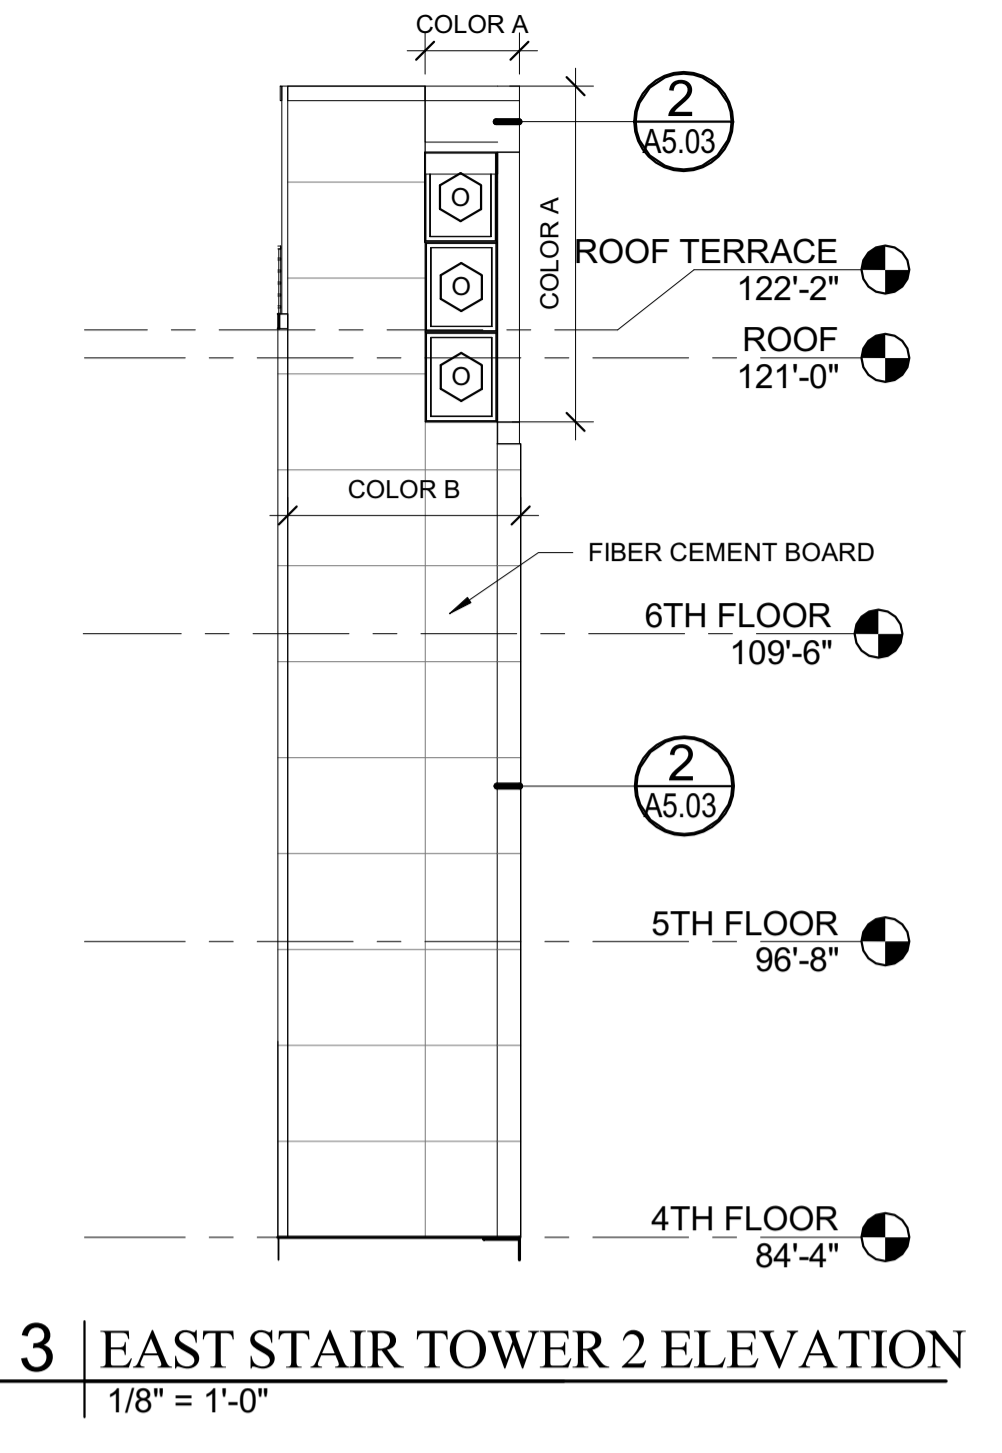 COLOR A
2
A5.03
COLOR A
ROOF TERRACE
122'-2"
O
O
ROOF
121'-0"
O
COLOR B
FIBER CEMENT BOARD
6TH FLOOR
109'-6"
2
A5.03
5TH FLOOR
96'-8"
4TH FLOOR
84'-4"
3 EAST STAIR TOWER 2 ELEVATION
1/8" = 1'-0"